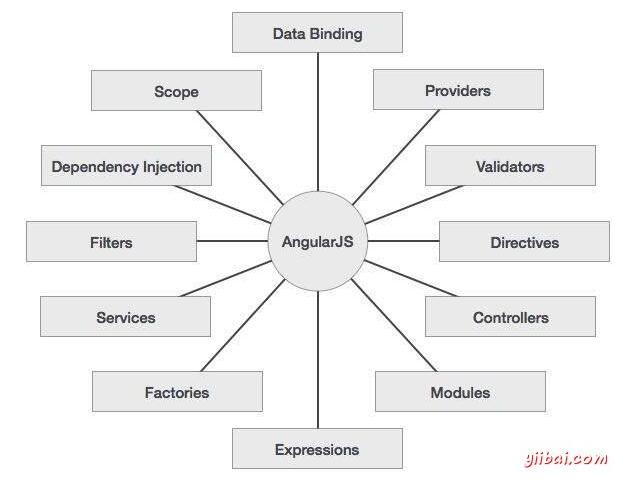 Data Binding
Scope
Providers
Dependency Injection
Validators
Filters
AngularJS
Directives
Services
Controllers
Factories
Modules
Expressions
yiibai.com